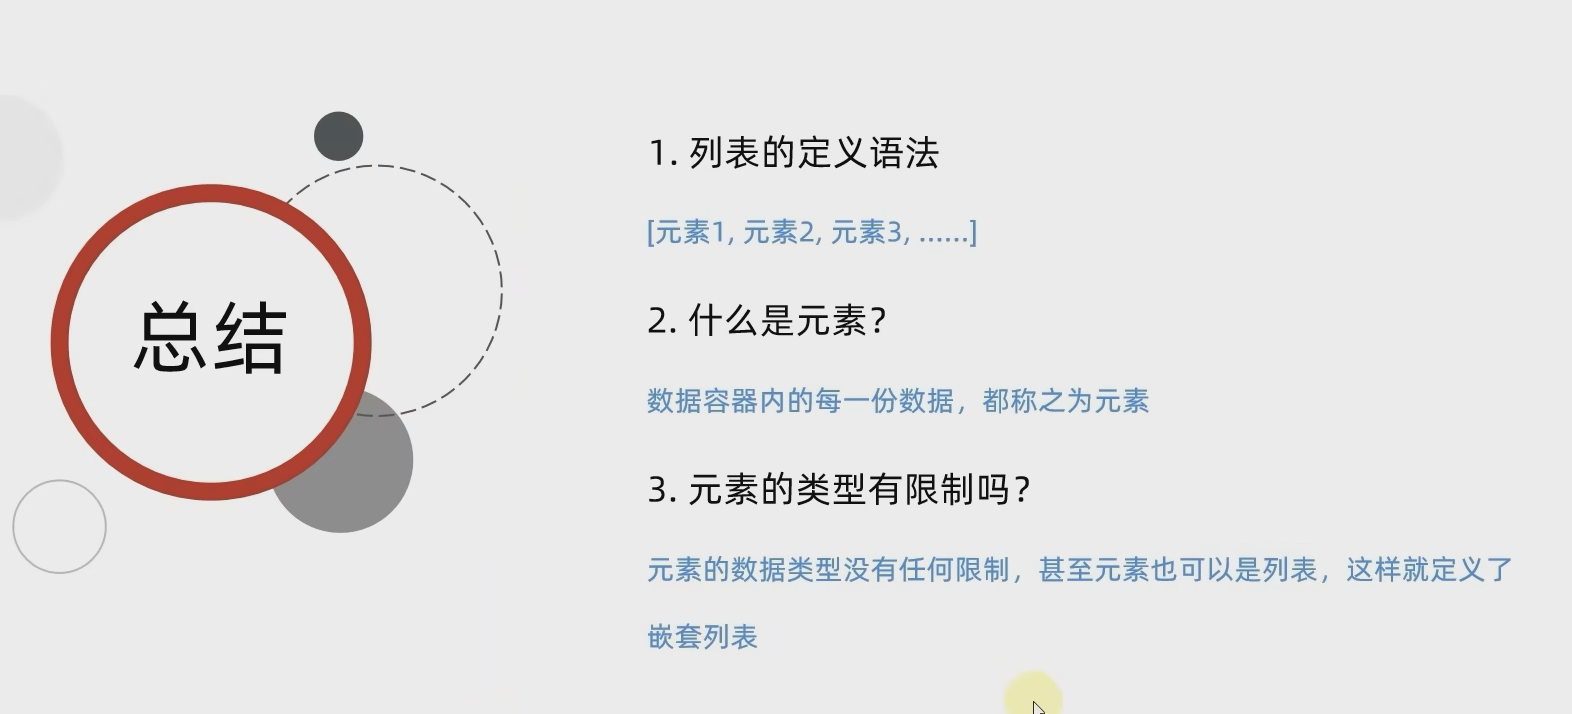 总结
1. 列表的定义语法
[元素1, 元素2, 元素3, ......]
2. 什么是元素？
数据容器内的每一份数据，都称之为元素
3. 元素的类型有限制吗？
元素的数据类型没有任何限制，甚至元素也可以是列表，这样就定义了
嵌套列表